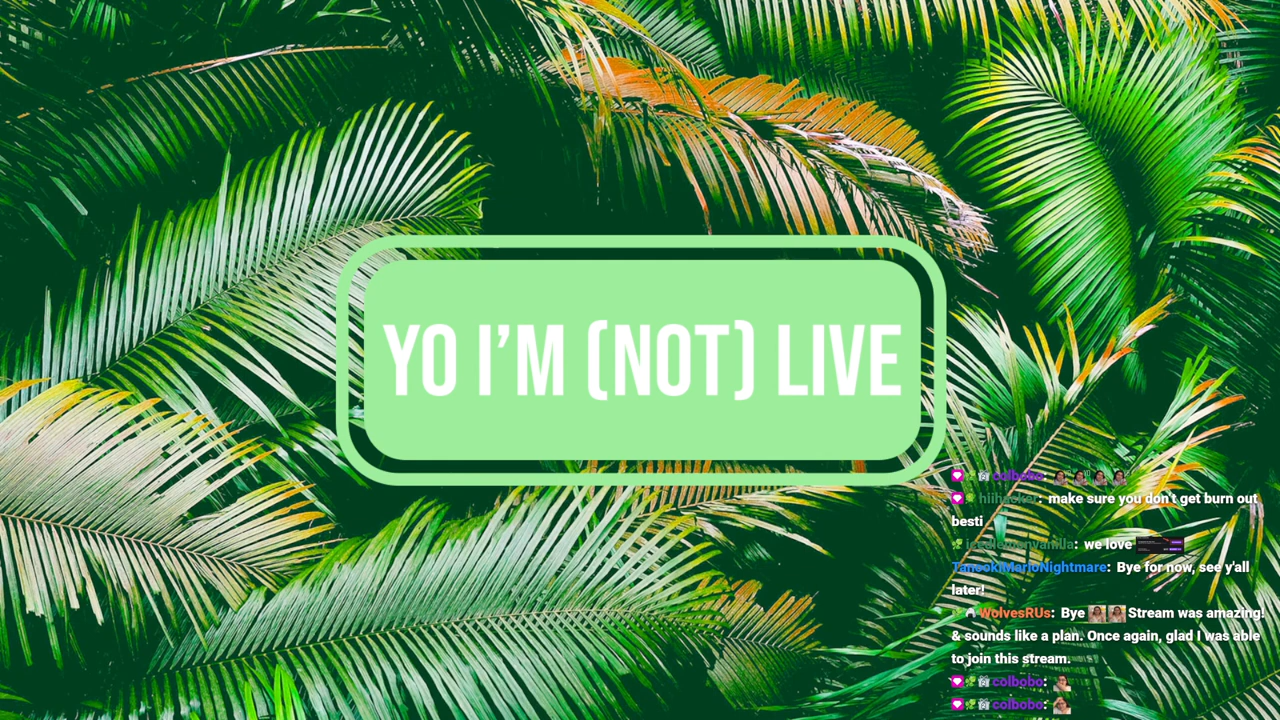 YO I'M (NOT) LIVE
colbobo:
hiihacker: make sure you don't get burn out
besti
: we love
TanookiMarioNightmare: Bye for now, see y'all
later!
WolvesRUs: Bye Stream was amazing!
& sounds like a plan. Once again, glad I was able
to join this stream.
colbobo:
colbobo: